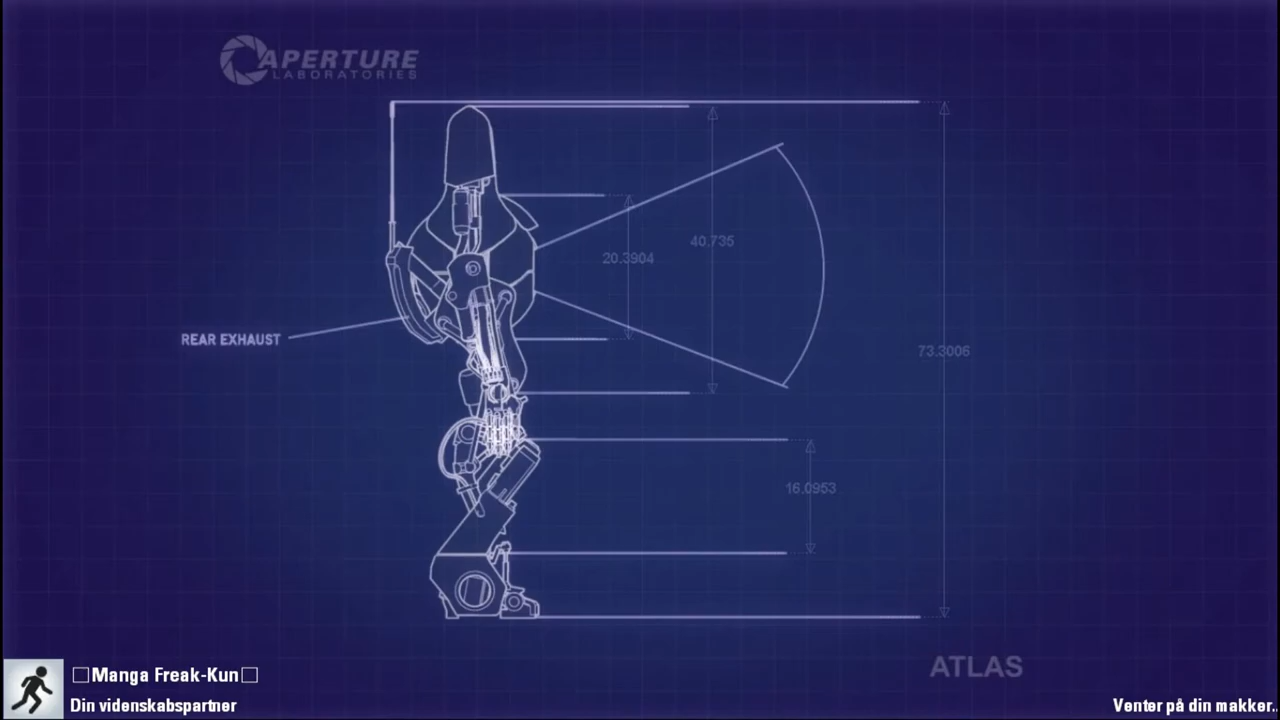 APERTURE
LABORATORIES
40.735
20.3904
REAR EXHAUST
73.3006
16.0953
ATLAS
□Manga Freak-Kun□
Din videnskabspartner
Venter på din makker..